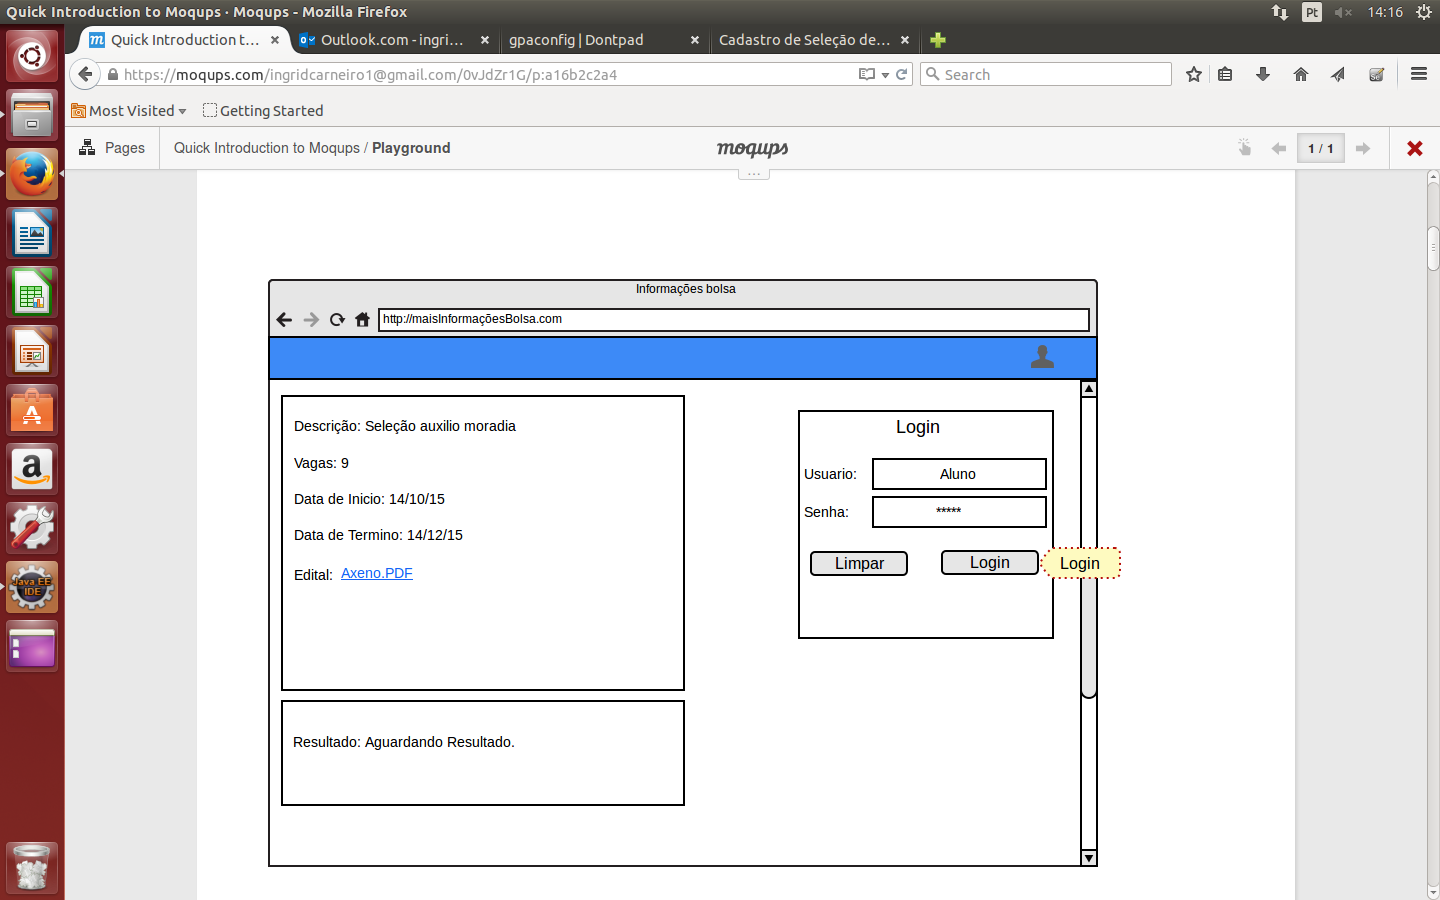 Quick Introduction to Moqups · Moqups - Mozilla Firefox
Pt
14:16
Quick Introduction t...
Outlook.com - ingri...
gpaconfig | Dontpad
Cadastro de Seleção de...
https://moqups.com/ingridcarneiro1@gmail.com/0vJdZr1G/p:a16b2c2a4
Search
Most Visited
Getting Started
Pages
Quick Introduction to Moqups / Playground
moqups
1 / 1
...
Informações bolsa
http://maisInformaçõesBolsa.com
Descrição: Seleção auxilio moradia
Vagas: 9
Data de Inicio: 14/10/15
Data de Termino: 14/12/15
Edital: Axeno.PDF
Resultado: Aguardando Resultado.
Login
Usuario: Aluno
Senha: *****
Limpar
Login
Login
Java EE
IDE